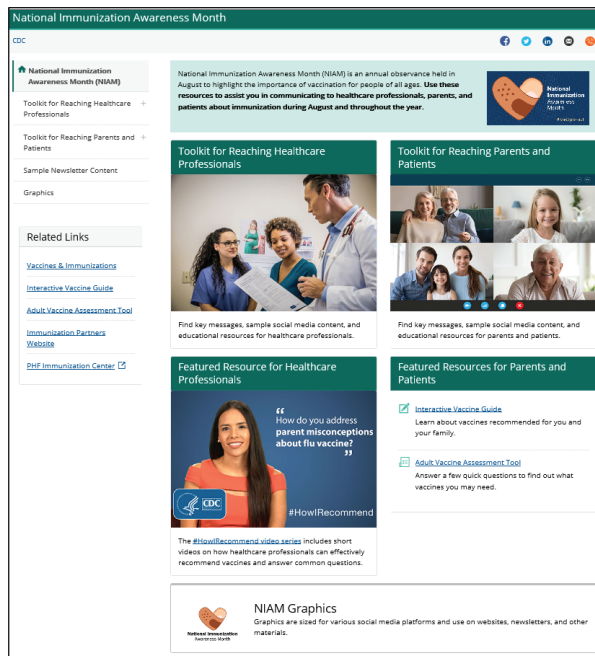 National Immunization Awareness Month
CDC
National Immunization
Awareness Month (NIAM)
Toolkit for Reaching Healthcare +
Professionals
Toolkit for Reaching Parents and +
Patients
Sample Newsletter Content
Graphics
Related Links
Vaccines & Immunizations
Interactive Vaccine Guide
Adult Vaccine Assessment Tool
Immunization Partners
Website
PHF Immunization Center
National Immunization Awareness Month (NIAM) is an annual observance held in
August to highlight the importance of vaccination for people of all ages. Use these
resources to assist you in communicating to healthcare professionals, parents, and
patients about immunization during August and throughout the year.
National
Immunization
Awareness
Month
Toolkit for Reaching Healthcare
Professionals
Find key messages, sample social media content, and
educational resources for healthcare professionals.
Toolkit for Reaching Parents and
Patients
Find key messages, sample social media content, and
educational resources for parents and patients.
Featured Resource for Healthcare
Professionals
“
How do you address
parent misconceptions
about flu vaccine?
”
CDC
#HowIRecommend
The #HowIRecommend video series includes short
videos on how healthcare professionals can effectively
recommend vaccines and answer common questions.
Featured Resources for Parents and
Patients
Interactive Vaccine Guide
Learn about vaccines recommended for you and
your family.
Adult Vaccine Assessment Tool
Answer a few quick questions to find out what
vaccines you may need.
National Immunization
Awareness Month
NIAM Graphics
Graphics are sized for various social media platforms and use on websites, newsletters, and other
materials.